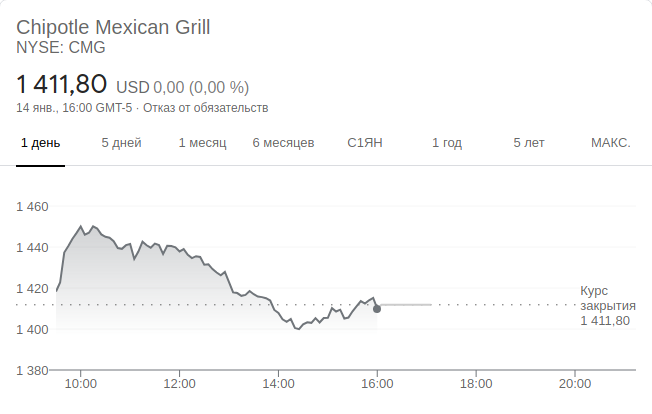 Chipotle Mexican Grill
NYSE: CMG
1 411,80 USD 0,00 (0,00 %)
14 янв., 16:00 GMT-5 · Отказ от обязательств
1 день 5 дней 1 месяц 6 месяцев С1ЯН 1 год 5 лет МАКС.
1 460
1 440
1 420
Курс
закрытия
1 411,80
1 400
1 380
10:00 12:00 14:00 16:00 18:00 20:00